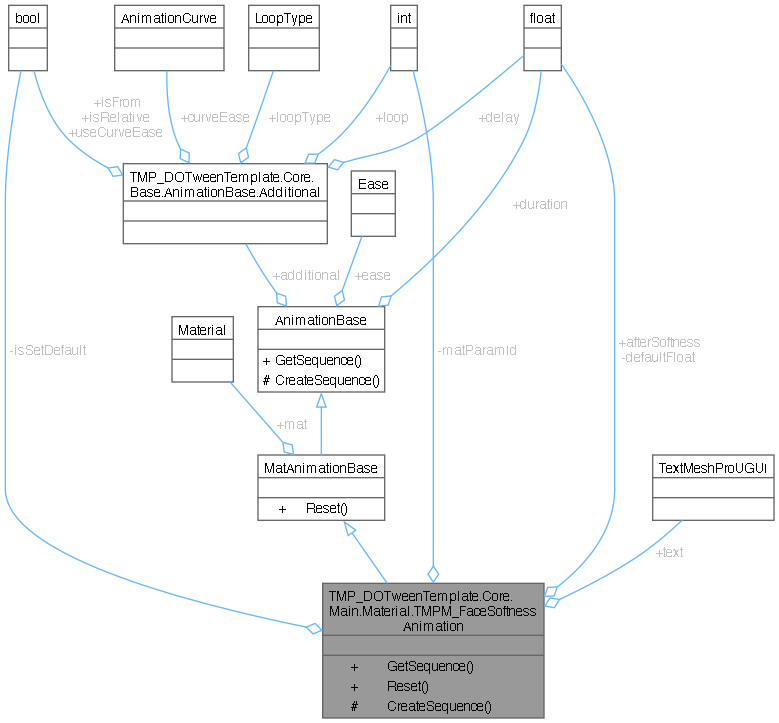 bool
AnimationCurve
LoopType
int
float
+isFrom
+isRelative
+useCurveEase
+curveEase
+loopType
+loop
+delay
TMP_DOTweenTemplate.Core.
Base.AnimationBase.Additional
Ease
+duration
+additional
+ease
AnimationBase
+ GetSequence()
# CreateSequence()
Material
-isSetDefault
-matParamId
+afterSoftness
-defaultFloat
+mat
MatAnimationBase
+ Reset()
TextMeshProUGUI
+text
TMP_DOTweenTemplate.Core.
Main.Material.TMPM_FaceSoftness
Animation
+ GetSequence()
+ Reset()
# CreateSequence()